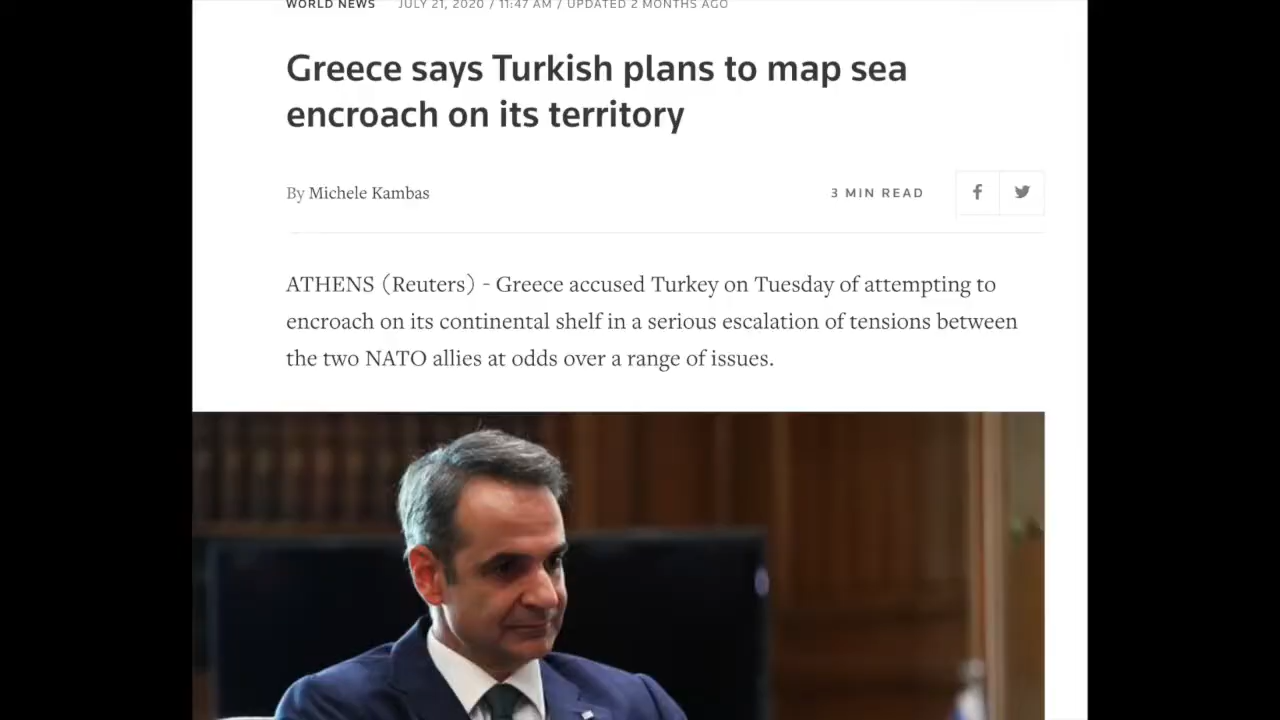 WORLD NEWS JULY 21, 2020 / 11:47 AM / UPDATED 2 MONTHS AGO
Greece says Turkish plans to map sea
encroach on its territory
By Michele Kambas
3 MIN READ
ATHENS (Reuters) - Greece accused Turkey on Tuesday of attempting to
encroach on its continental shelf in a serious escalation of tensions between
the two NATO allies at odds over a range of issues.